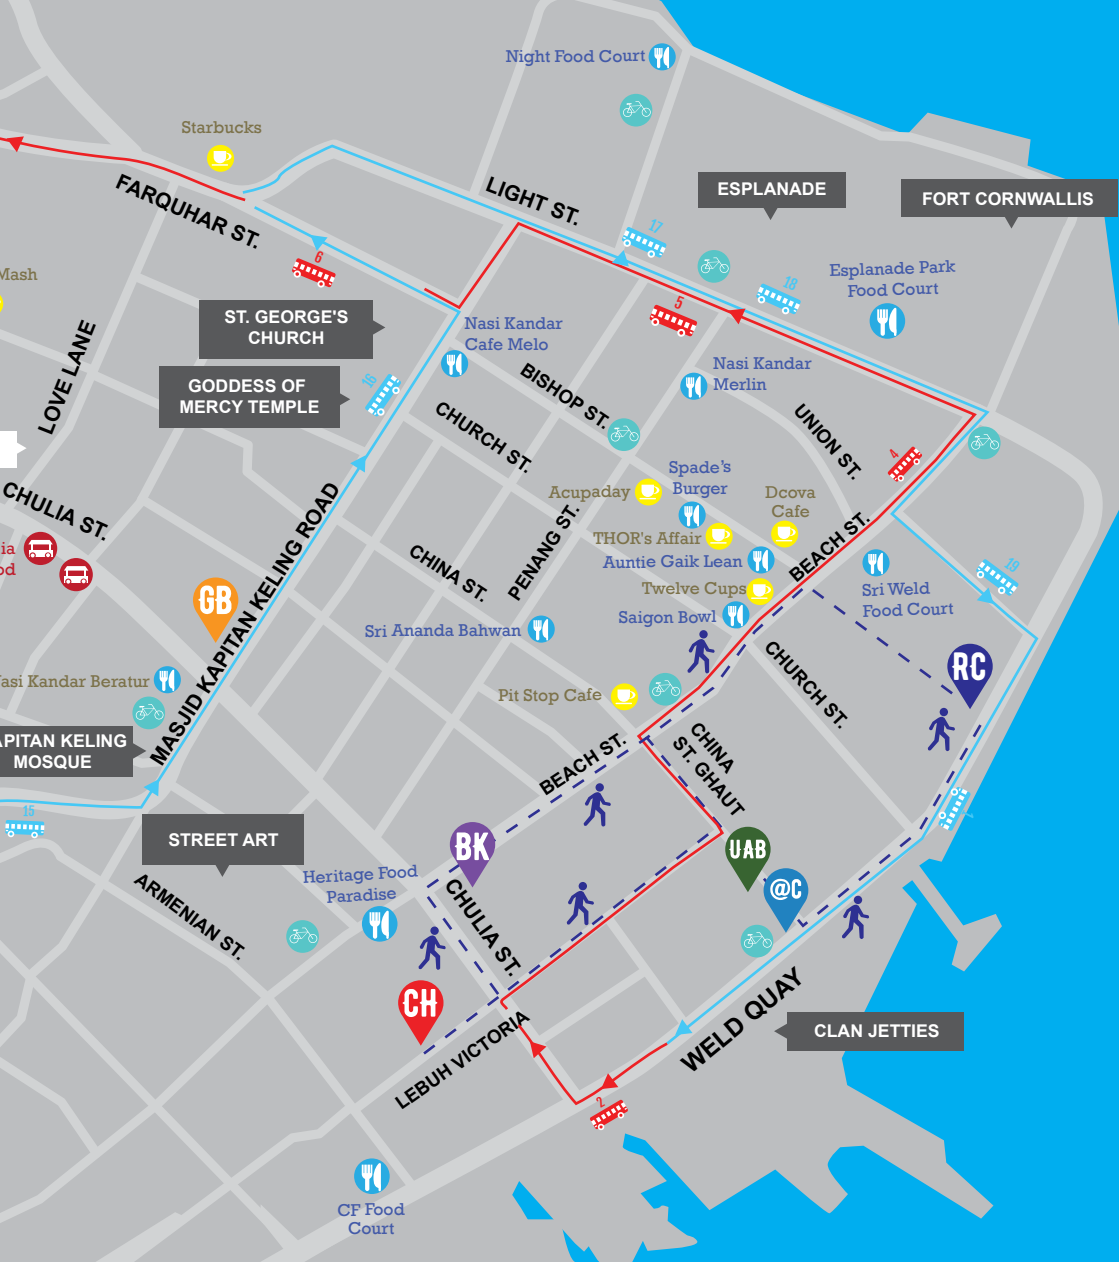 Night Food Court
Starbucks
LIGHT ST.
ESPLANADE
FORT CORNWALLIS
FARQUHAR ST.
17
6
18
Esplanade Park
Food Court
Mash
5
ST. GEORGE'S
CHURCH
Nasi Kandar
Cafe Melo
LOVE LANE
GODDESS OF
MERCY TEMPLE
16
BISHOP ST.
Nasi Kandar
Merlin
CHURCH ST.
UNION ST.
4
Spade's
Burger
CHULIA ST.
Acupaday
Dcova
Cafe
PENANG ST.
THOR's Affair
BEACH ST.
ia
od
CHINA ST.
Auntie Gaik Lean
19
GB
MASJID KAPITAN KELING ROAD
Twelve Cups
Sri Weld
Food Court
Sri Ananda Bahwan
Saigon Bowl
RC
asi Kandar Beratur
Pit Stop Cafe
CHURCH ST.
APITAN KELING
MOSQUE
BEACH ST.
CHINA
ST. GHAUT
15
1
STREET ART
BK
UAB
@C
Heritage Food
Paradise
ARMENIAN ST.
CHULIA ST.
CH
WELD QUAY
CLAN JETTIES
LEBUH VICTORIA
2
CF Food
Court